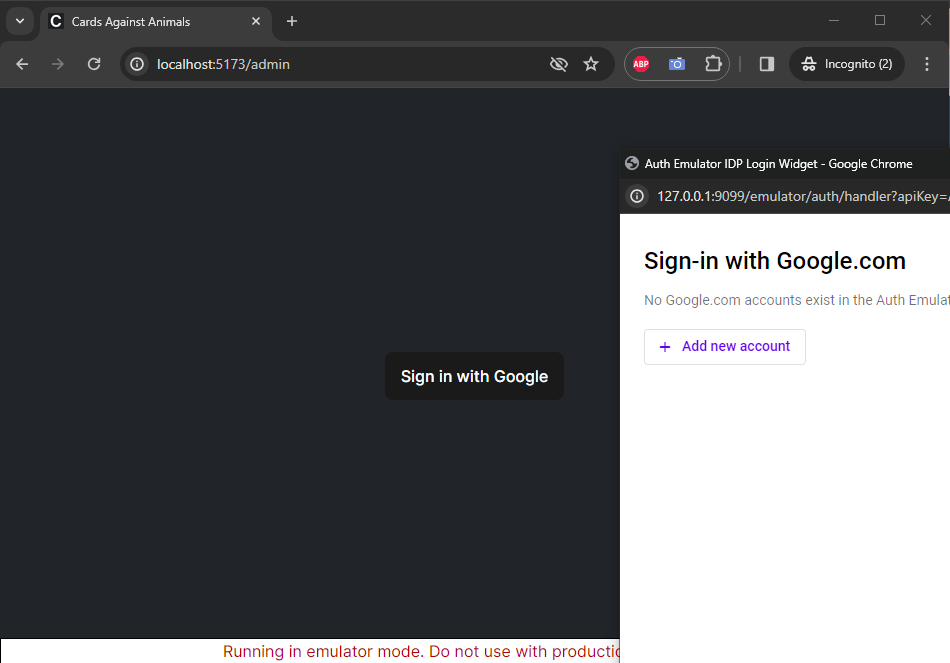 C Cards Against Animals
localhost:5173/admin
ABP
Incognito (2)
Auth Emulator IDP Login Widget - Google Chrome
127.0.0.1:9099/emulator/auth/handler?apiKey=
Sign-in with Google.com
No Google.com accounts exist in the Auth
Add new account
Sign in with Google
Running in emulator mode. Do not use with